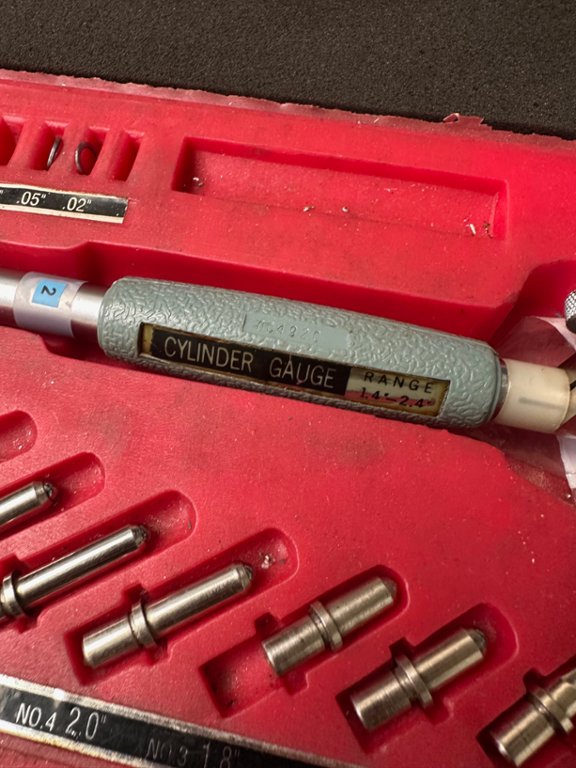 .05" .02"
2
CYLINDER GAUGE
RANGE
1.4"-2.4"
NO.4 2.0"
NO.3 1.8"